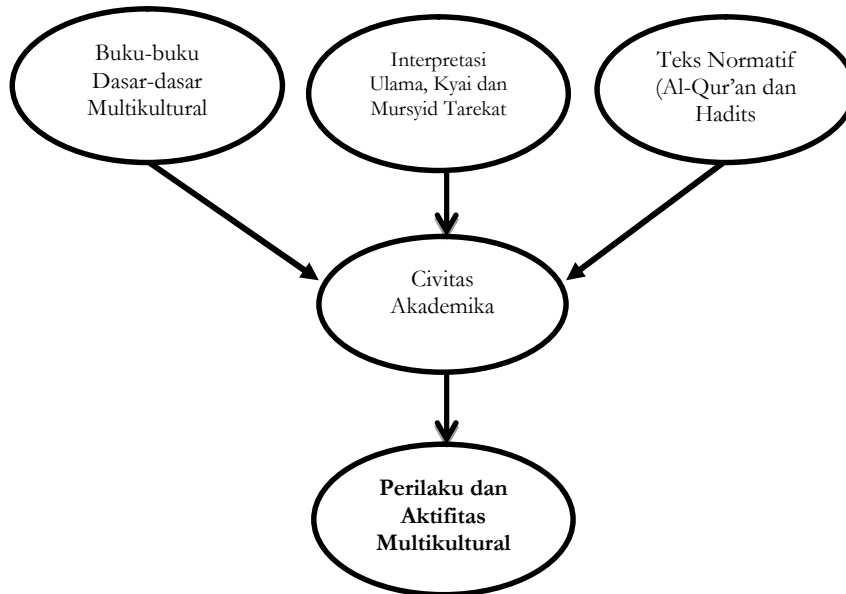 Buku-buku
Dasar-dasar
Multikultural
Interpretasi
Ulama, Kyai dan
Mursyid Tarekat
Teks Normatif
(Al-Qur’an dan
Hadits
Civitas
Akademika
Perilaku dan
Aktifitas
Multikultural